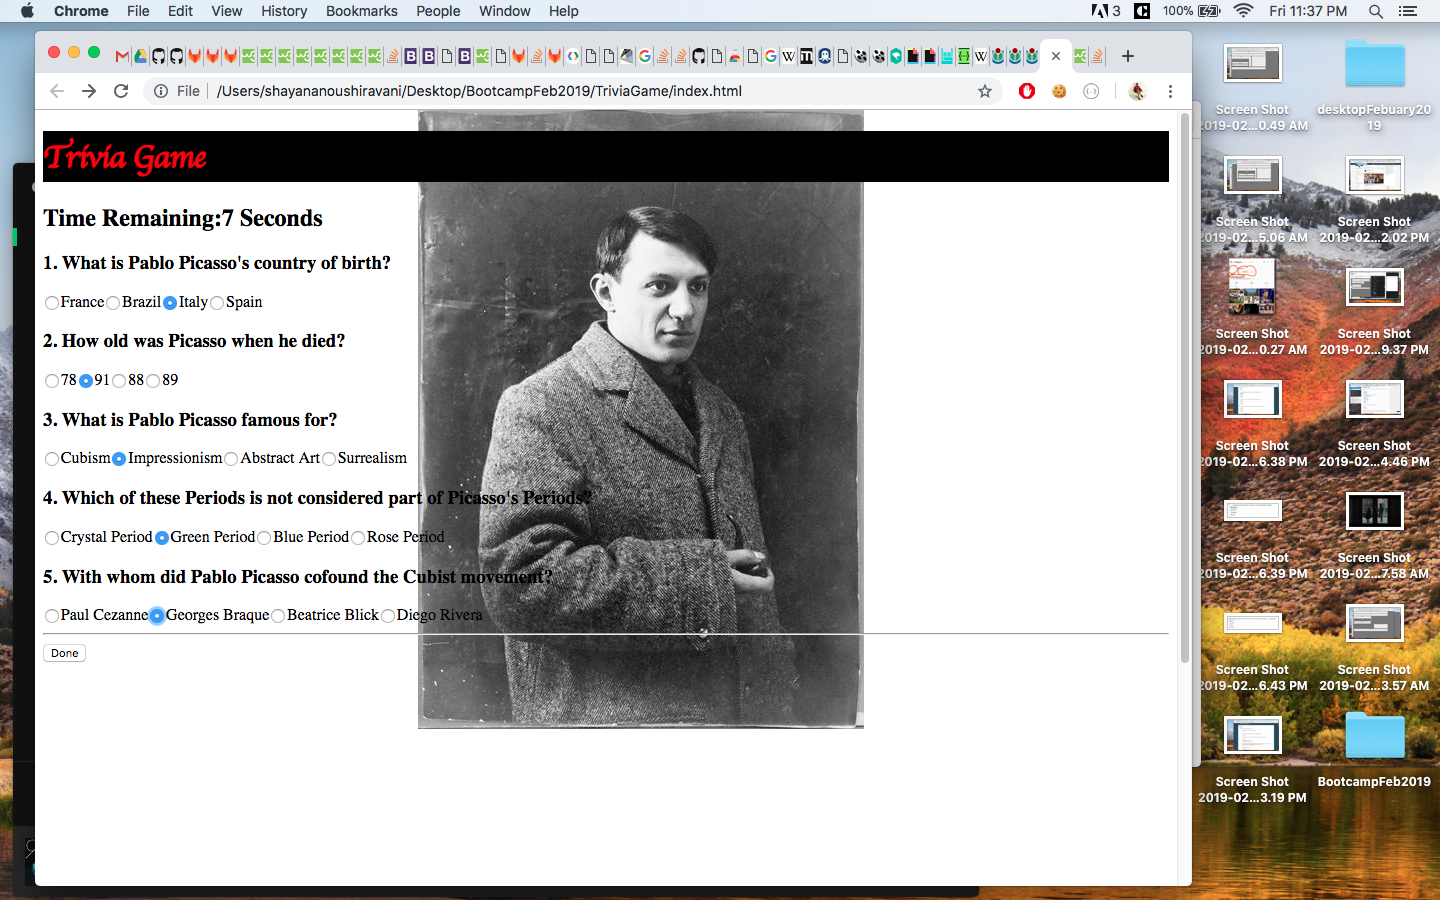 Chrome File Edit View History Bookmarks People Window Help 3 100% Fri 11:37 PM
File /Users/shayananoushiravani/Desktop/BootcampFeb2019/TriviaGame/index.html
Trivia Game
Time Remaining:7 Seconds
1. What is Pablo Picasso's country of birth?
France Brazil Italy Spain
2. How old was Picasso when he died?
78 91 88 89
3. What is Pablo Picasso famous for?
Cubism Impressionism Abstract Art Surrealism
4. Which of these Periods is not considered part of Picasso's Periods?
Crystal Period Green Period Blue Period Rose Period
5. With whom did Pablo Picasso cofound the Cubist movement?
Paul Cezanne Georges Braque Beatrice Blick Diego Rivera
Done
Screen Shot
2019-02...0.49 AM
desktopFebuary20
19
Screen Shot
2019-02...5.06 AM
Screen Shot
2019-02...2.02 PM
Screen Shot
2019-02...0.27 AM
Screen Shot
2019-02...9.37 PM
Screen Shot
2019-02...6.38 PM
Screen Shot
2019-02...4.46 PM
Screen Shot
2019-02...6.39 PM
Screen Shot
2019-02...7.58 AM
Screen Shot
2019-02...6.43 PM
Screen Shot
2019-02...3.57 AM
Screen Shot
2019-02...3.19 PM
BootcampFeb2019